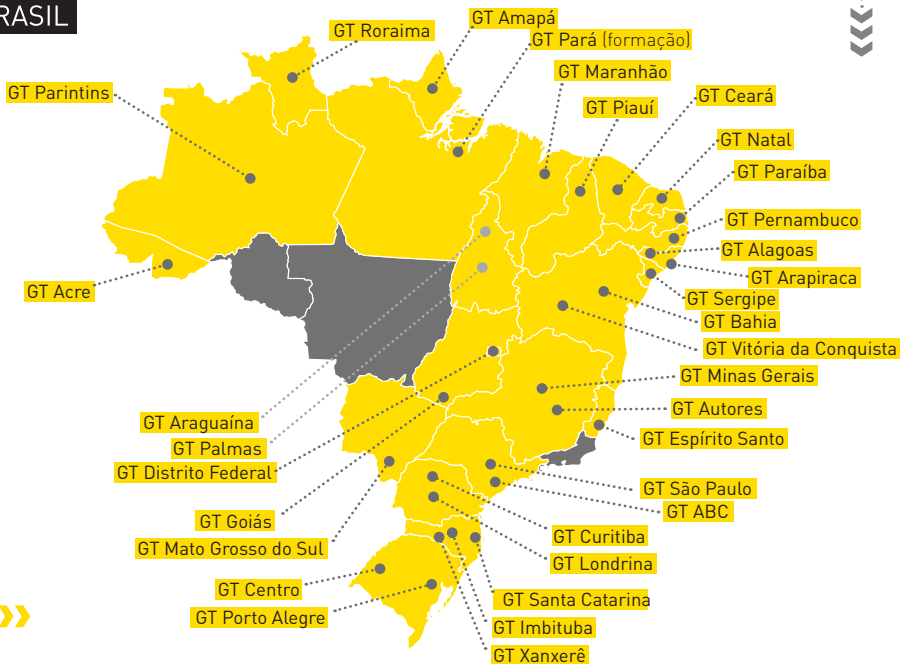 RASIL
GT Roraima
GT Amapá
GT Pará (formação)
GT Maranhão
GT Parintins
GT Piauí
GT Ceará
GT Natal
GT Paraíba
GT Pernambuco
GT Alagoas
GT Arapiraca
GT Acre
GT Sergipe
GT Bahia
GT Vitória da Conquista
GT Minas Gerais
GT Autores
GT Araguaína
GT Espírito Santo
GT Palmas
GT Distrito Federal
GT São Paulo
GT ABC
GT Goiás
GT Curitiba
GT Mato Grosso do Sul
GT Londrina
GT Centro
GT Santa Catarina
GT Porto Alegre
GT Imbituba
GT Xanxerê